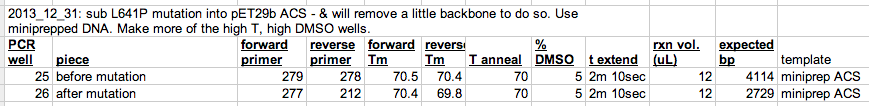 2013_12_31: sub L641P mutation into pET29b ACS - & will remove a little backbone to do so. Use
miniprepped DNA. Make more of the high T, high DMSO wells.
PCR forward reverse forward revers % rxn vol. expected
well piece primer primer Tm Tm T anneal DMSO t extend (uL) bp template
25 before mutation 279 278 70.5 70.4 70 5 2m 10sec 12 4114 miniprep ACS
26 after mutation 277 212 70.4 69.8 70 5 2m 10sec 12 2729 miniprep ACS